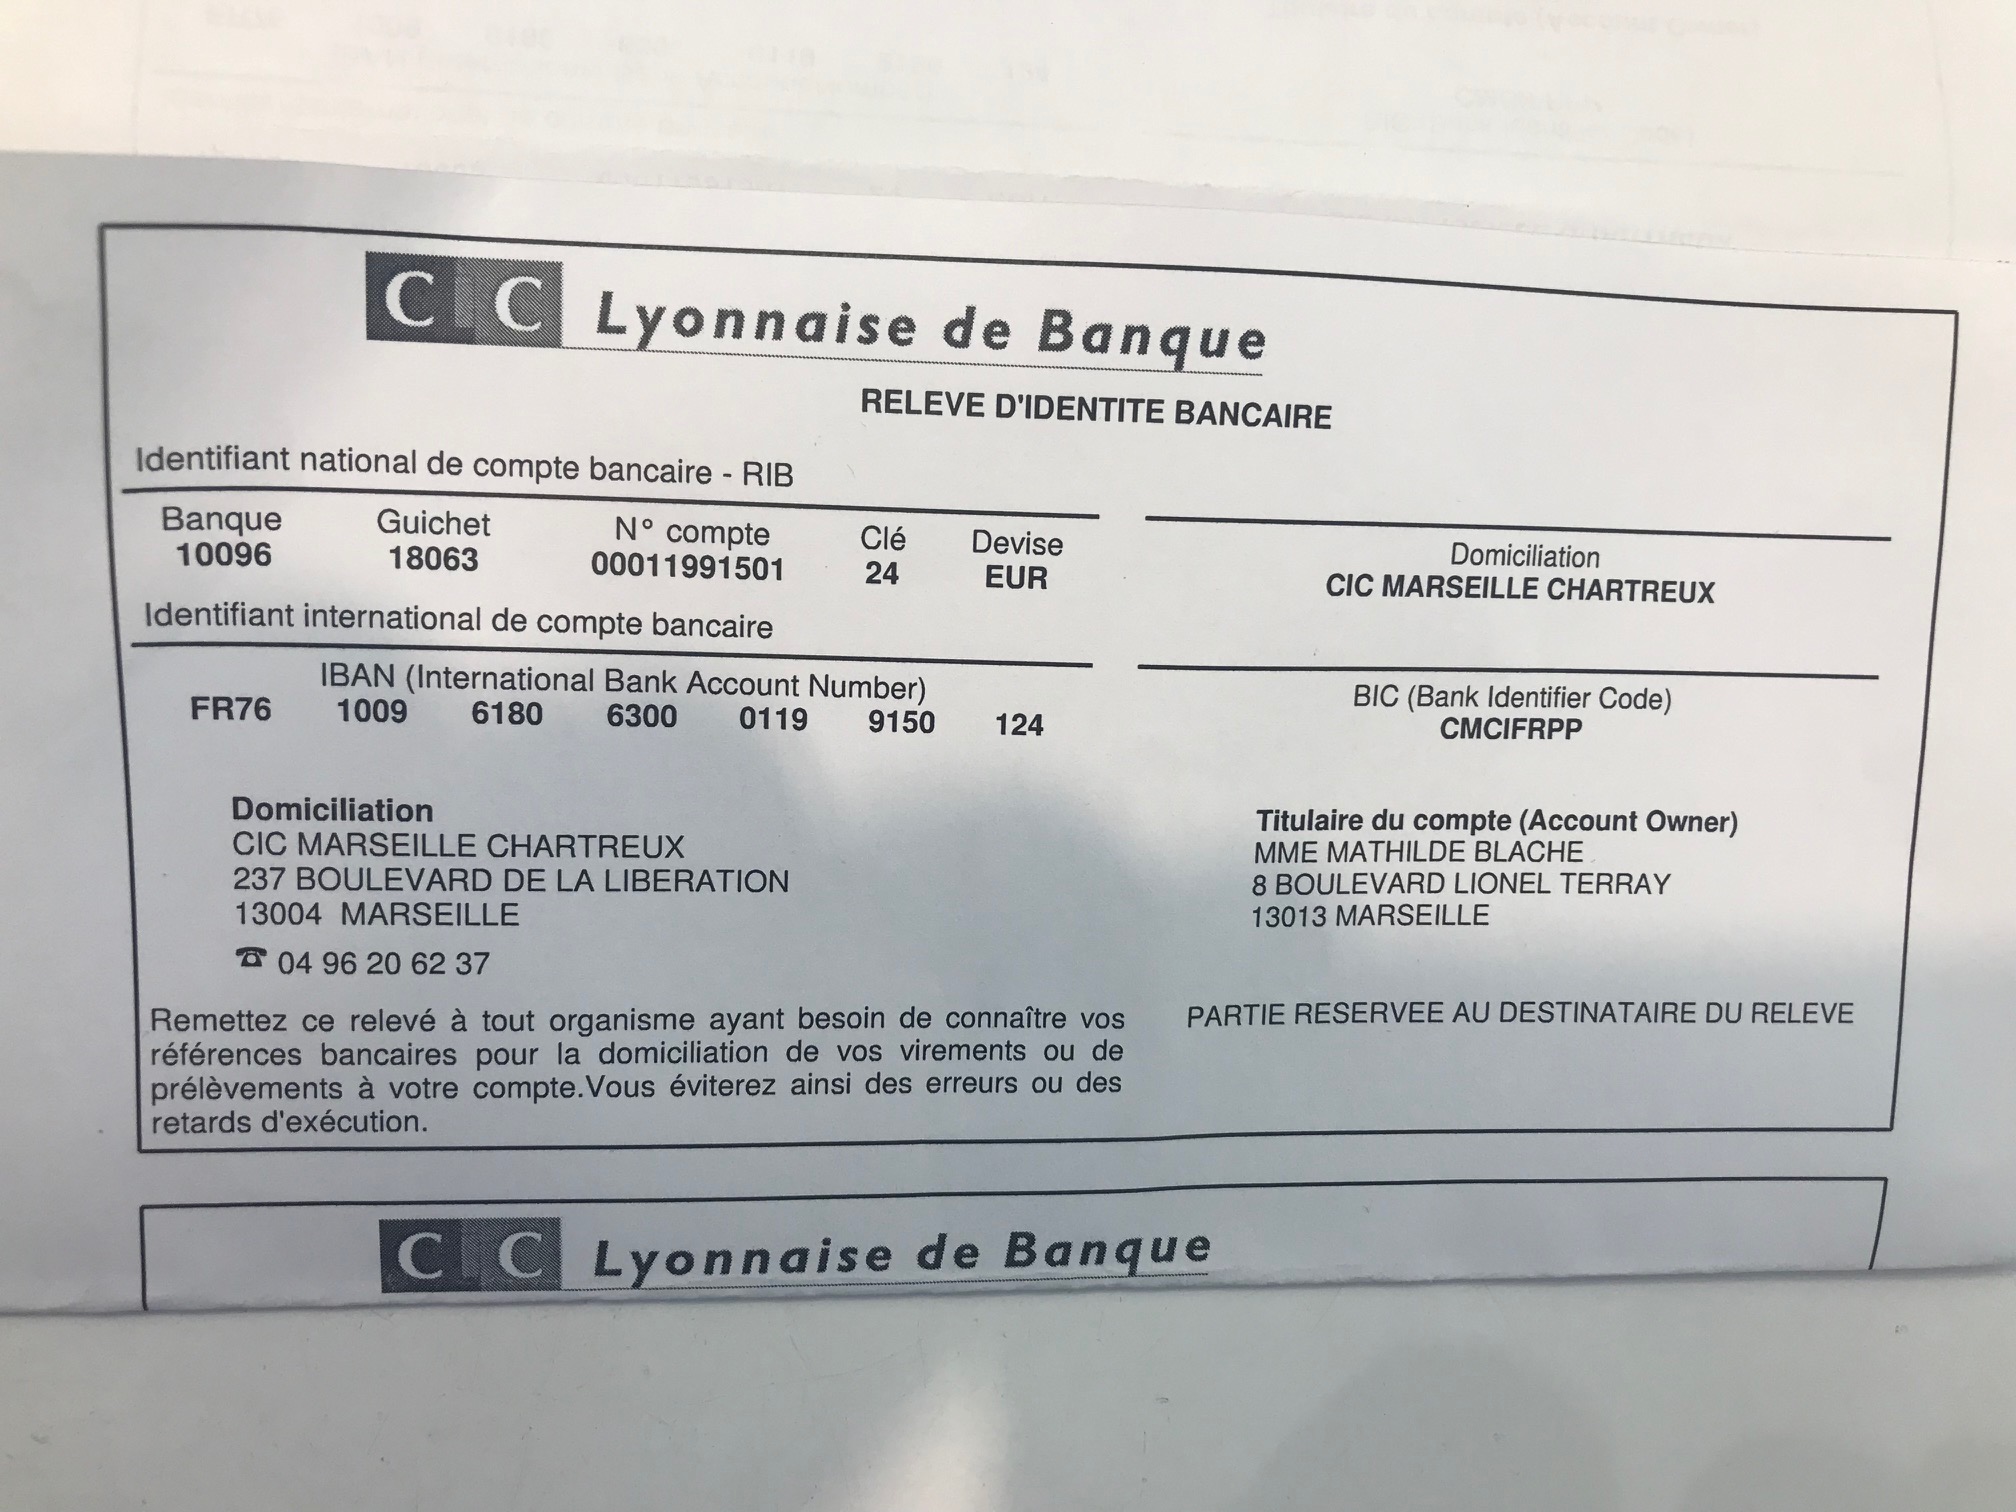 CIC Lyonnaise de Banque
RELEVE D'IDENTITE BANCAIRE
Identifiant national de compte bancaire - RIB
Banque Guichet N° compte Clé Devise
10096 18063 00011991501 24 EUR
Domiciliation
CIC MARSEILLE CHARTREUX
Identifiant international de compte bancaire
IBAN (International Bank Account Number)
FR76 1009 6180 6300 0119 9150 124
BIC (Bank Identifier Code)
CMCIFRPP
Domiciliation
CIC MARSEILLE CHARTREUX
237 BOULEVARD DE LA LIBERATION
13004 MARSEILLE
☎ 04 96 20 62 37
Titulaire du compte (Account Owner)
MME MATHILDE BLACHE
8 BOULEVARD LIONEL TERRAY
13013 MARSEILLE
Remettez ce relevé à tout organisme ayant besoin de connaître vos
références bancaires pour la domiciliation de vos virements ou de
prélèvements à votre compte.Vous éviterez ainsi des erreurs ou des
retards d'exécution.
PARTIE RESERVEE AU DESTINATAIRE DU RELEVE
CIC Lyonnaise de Banque